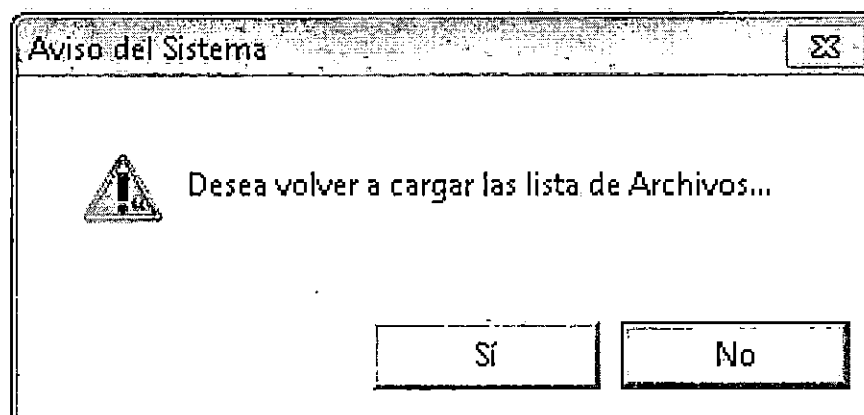 Aviso del Sistema
Desea volver a cargar las lista de Archivos...
Sí
No